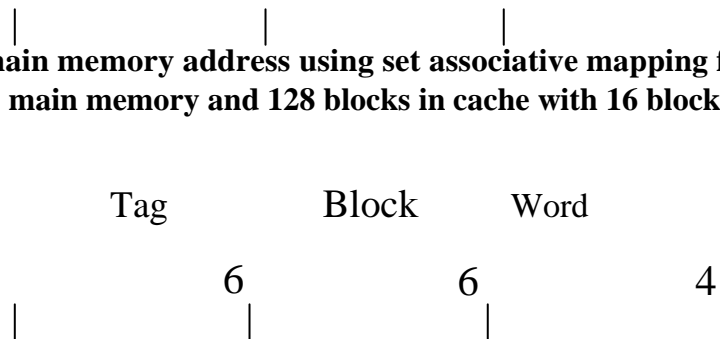 main memory address using set associative mapping
main memory and 128 blocks in cache with 16 block
Tag Block Word
6 6 4